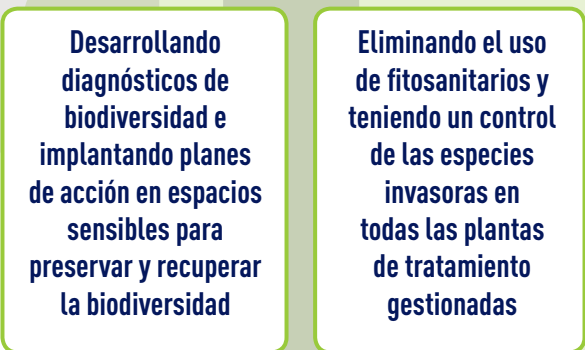 Desarrollando
diagnósticos de
biodiversidad e
implantando planes
de acción en espacios
sensibles para
preservar y recuperar
la biodiversidad
Eliminando el uso
de fitosanitarios y
teniendo un control
de las especies
invasoras en
todas las plantas
de tratamiento
gestionadas